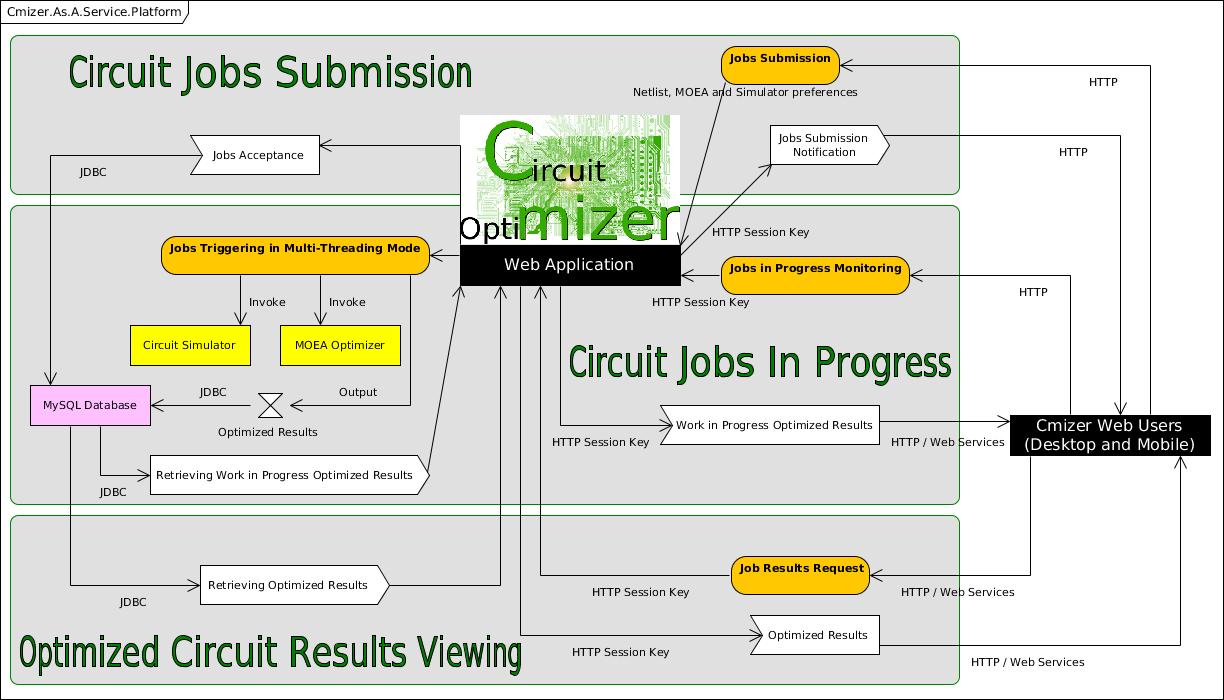 Cmizer.As.A.Service.Platform
Circuit Jobs Submission
Jobs Submission
HTTP
Netlist, MOEA and Simulator preferences
Jobs Submission
Notification
HTTP
Jobs Acceptance
JDBC
Circuit
Optimizer
Web Application
HTTP Session Key
Jobs Triggering in Multi-Threading Mode
Jobs in Progress Monitoring
HTTP
HTTP Session Key
Invoke
Invoke
Circuit Simulator
MOEA Optimizer
Circuit Jobs In Progress
MySQL Database
JDBC
Output
Optimized Results
Work in Progress Optimized Results
HTTP Session Key
HTTP / Web Services
Cmizer Web Users
(Desktop and Mobile)
Retrieving Work in Progress Optimized Results
JDBC
Retrieving Optimized Results
JDBC
Job Results Request
HTTP Session Key
HTTP / Web Services
Optimized Results
HTTP Session Key
HTTP / Web Services
Optimized Circuit Results Viewing